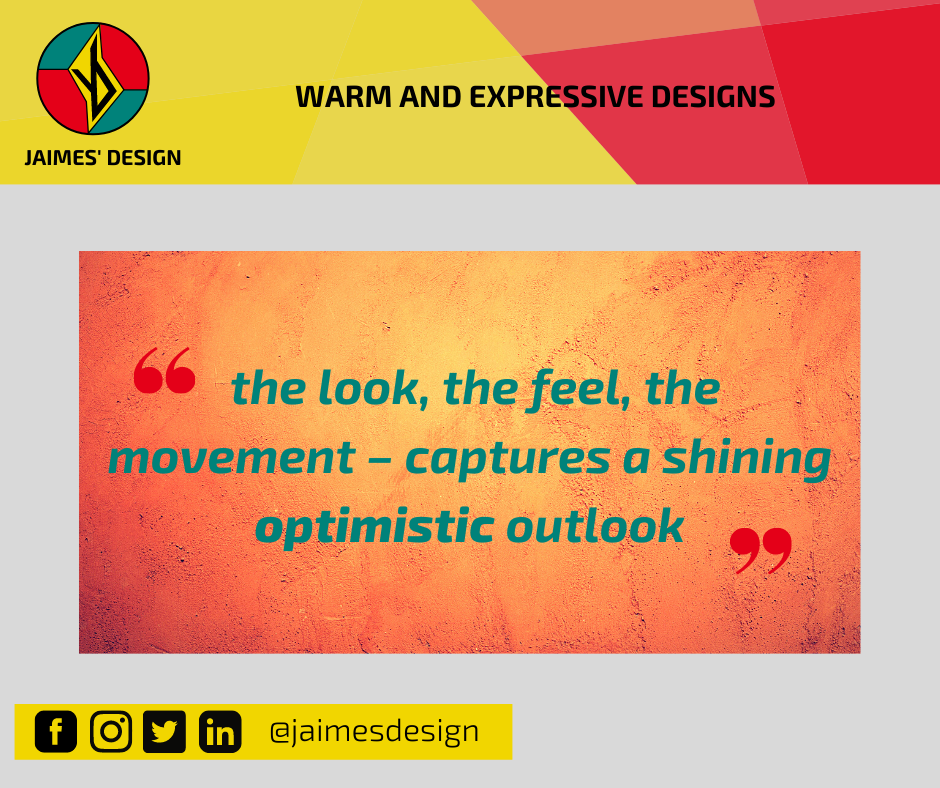 WARM AND EXPRESSIVE DESIGNS
JAIMES' DESIGN
“ the look, the feel, the
movement – captures a shining
optimistic outlook ”
@jaimesdesign